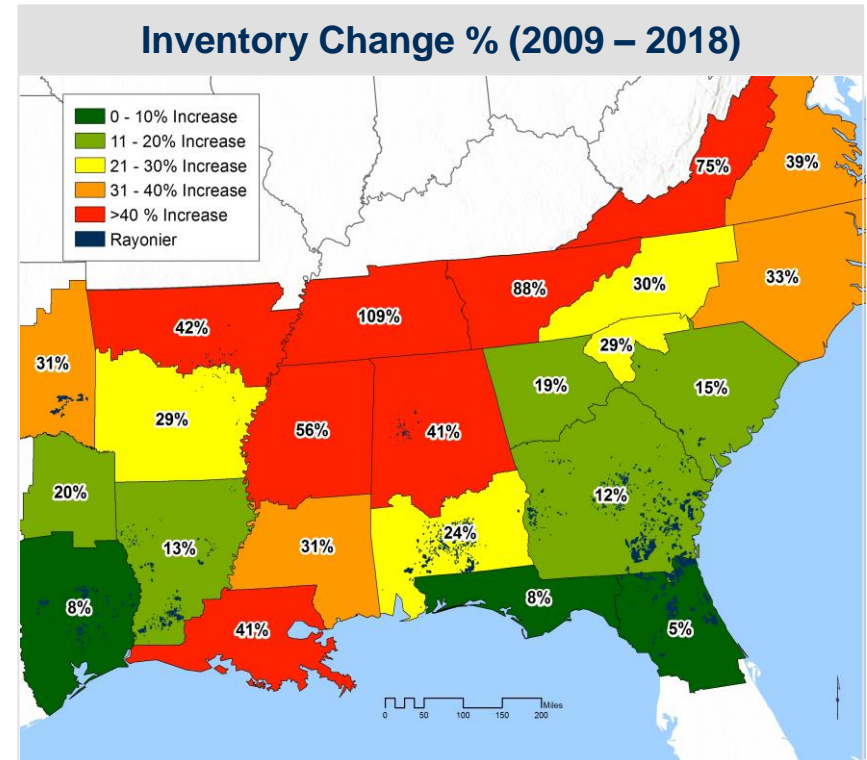 Inventory Change % (2009 – 2018)
0 - 10% Increase
11 - 20% Increase
21 - 30% Increase
31 - 40% Increase
>40 % Increase
Rayonier
75%
39%
88%
30%
33%
109%
42%
31%
29%
29%
19%
15%
56%
41%
20%
12%
13%
31%
24%
8%
8%
41%
5%
Miles
0 50 100 150 200